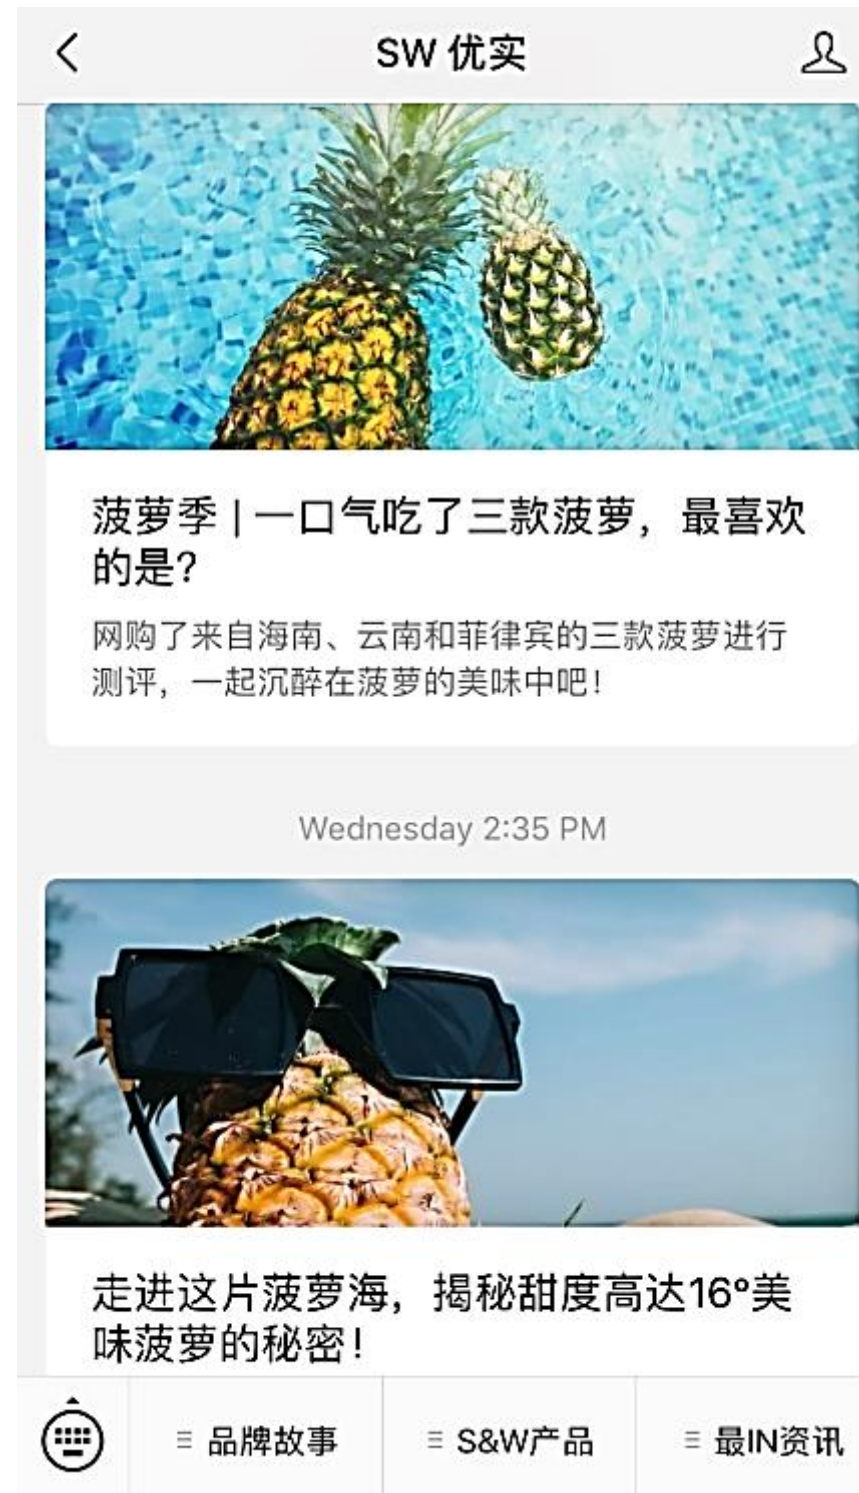 SW 优实
菠萝季 | 一口气吃了三款菠萝，最喜欢
的是?
网购了来自海南、云南和菲律宾的三款菠萝进行
测评，一起沉醉在菠萝的美味中吧！
Wednesday 2:35 PM
走进这片菠萝海，揭秘甜度高达16°美
味菠萝的秘密！
品牌故事
S&W产品
最IN资讯